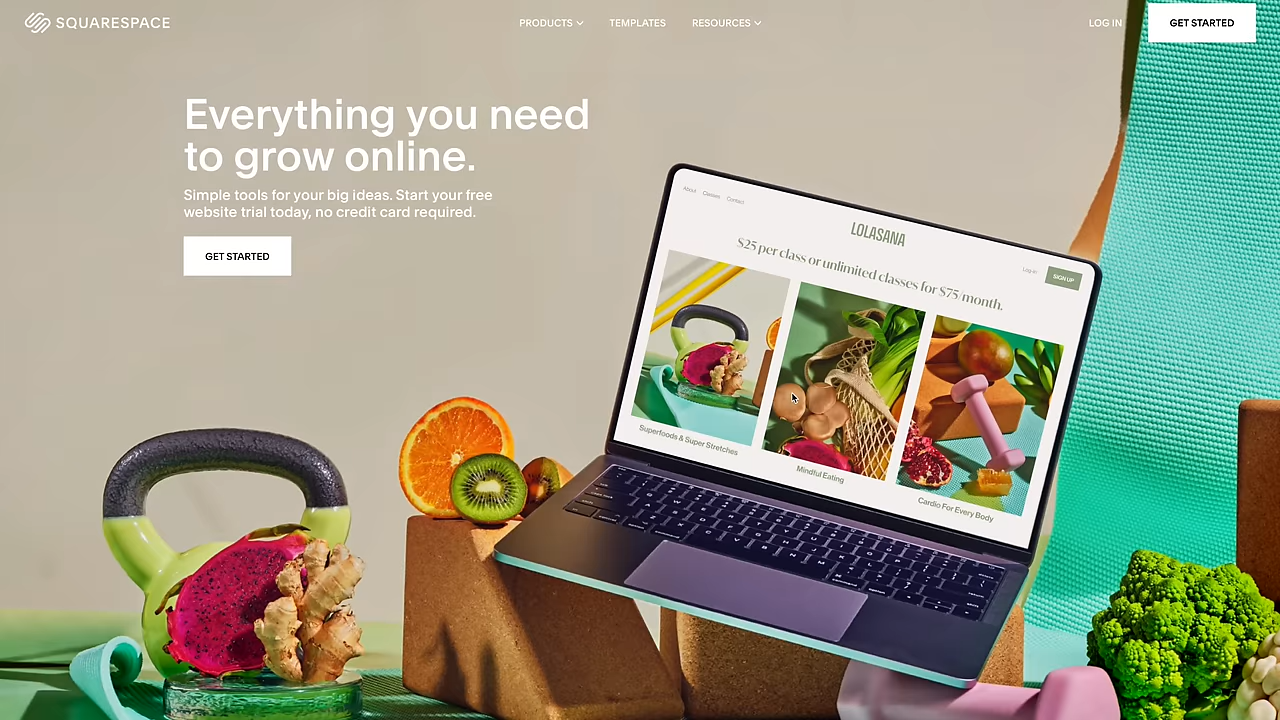 SQUARESPACE
PRODUCTS
TEMPLATES
RESOURCES
LOG IN
GET STARTED
Everything you need
to grow online.
Simple tools for your big ideas. Start your free
website trial today, no credit card required.
GET STARTED
About Classes Contact
LOLASANA
Log in
SIGN UP
$25 per class or unlimited classes for $75/month.
Superfoods & Super Stretches
Mindful Eating
Cardio For Every Body